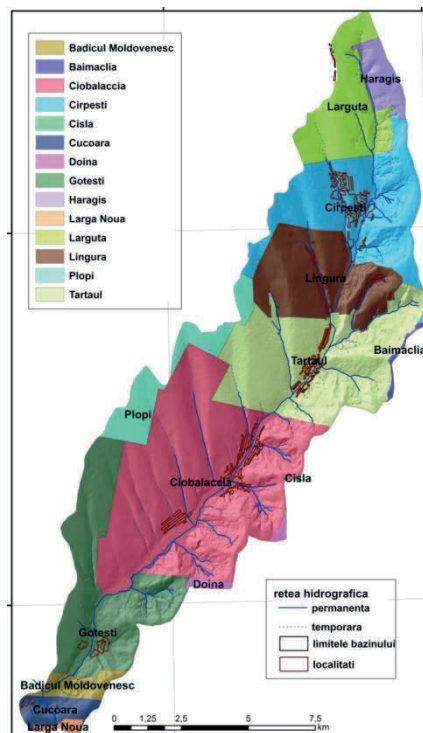 Badicul Moldovenesc
Baimaclia
Ciobalaccia
Cirpesti
Cisla
Cucoara
Doina
Gotesti
Haragis
Larga Noua
Larguta
Lingura
Plopi
Tartaul
Haragis
Larguta
Cirpesti
Lingura
Tartaul
Baimaclia
Plopi
Ciobalaccia
Cisla
Doina
Gotesti
Badicul Moldovenesc
Cucoara
Larga Noua
retea hidrografica
permanenta
temporara
limitele bazinului
localitati
0 1,25 2,5 5 7,5
km